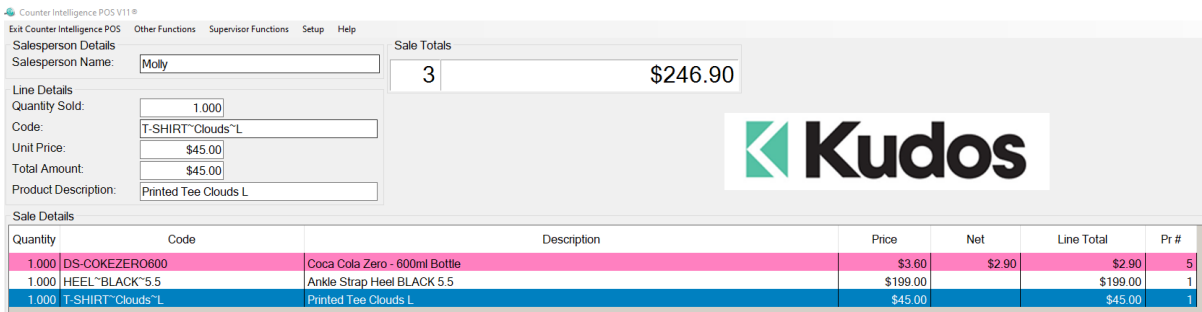 Counter Intelligence POS V11®
Exit Counter Intelligence POS Other Functions Supervisor Functions Setup Help
Salesperson Details
Salesperson Name: Molly
Sale Totals
3 $246.90
Line Details
Quantity Sold: 1.000
Code: T-SHIRT~Clouds~L
Unit Price: $45.00
Total Amount: $45.00
Product Description: Printed Tee Clouds L
Kudos
Sale Details
Quantity Code Description Price Net Line Total Pr #
1.000 DS-COKEZERO600 Coca Cola Zero - 600ml Bottle $3.60 $2.90 $2.90 5
1.000 HEEL~BLACK~5.5 Ankle Strap Heel BLACK 5.5 $199.00 $199.00 1
1.000 T-SHIRT~Clouds~L Printed Tee Clouds L $45.00 $45.00 1